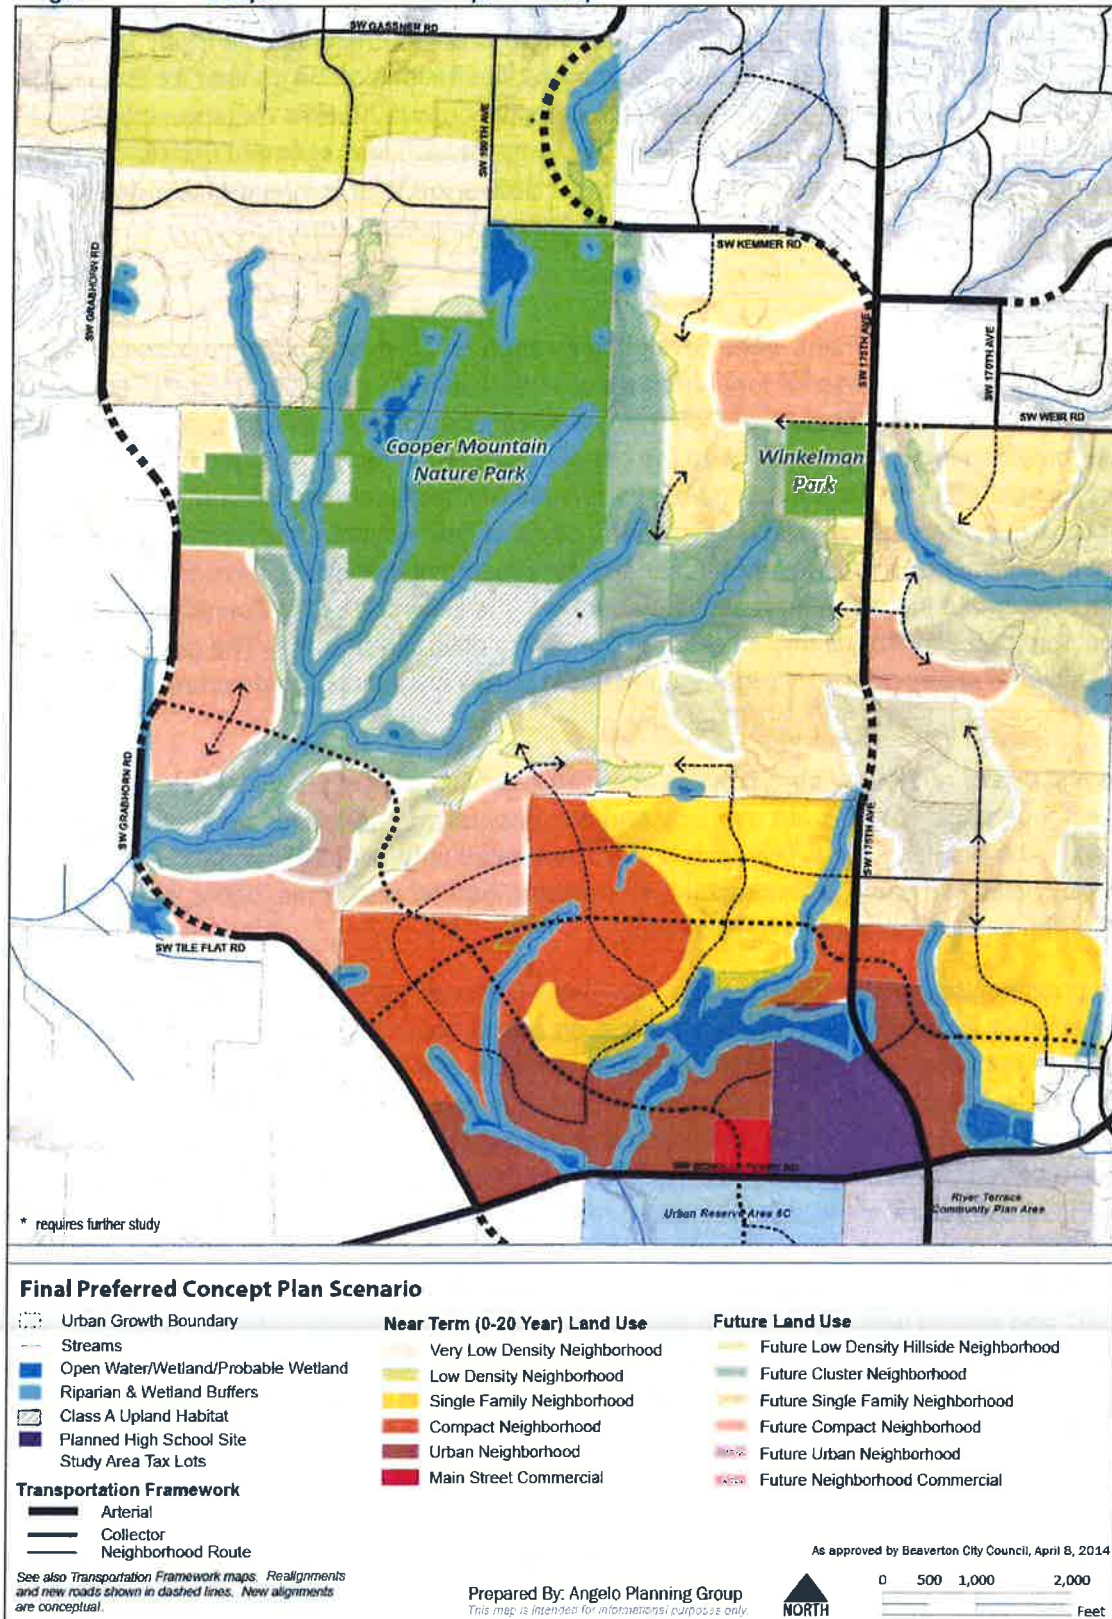 SW GASSNER RD
SW 190TH AVE
SW KEMMER RD
SW GRABHORN RD
SW 175TH AVE
SW 170TH AVE
SW WEIR RD
Cooper Mountain
Nature Park
Winkelman
Park
SW GRABHORN RD
SW 175TH AVE
SW TILE FLAT RD
*
River Terrace
Community Plan Area
Urban Reserve Area 6C
* requires further study
Final Preferred Concept Plan Scenario
Urban Growth Boundary
Streams
Open Water/Wetland/Probable Wetland
Riparian & Wetland Buffers
Class A Upland Habitat
Planned High School Site
Study Area Tax Lots
Transportation Framework
Arterial
Collector
Neighborhood Route
See also Transportation Framework maps. Realignments
and new roads shown in dashed lines. New alignments
are conceptual.
Near Term (0-20 Year) Land Use
Very Low Density Neighborhood
Low Density Neighborhood
Single Family Neighborhood
Compact Neighborhood
Urban Neighborhood
Main Street Commercial
Future Land Use
Future Low Density Hillside Neighborhood
Future Cluster Neighborhood
Future Single Family Neighborhood
Future Compact Neighborhood
Future Urban Neighborhood
Future Neighborhood Commercial
As approved by Beaverton City Council, April 8, 2014
Prepared By: Angelo Planning Group
This map is intended for informational purposes only.
NORTH
0 500 1,000 2,000
Feet